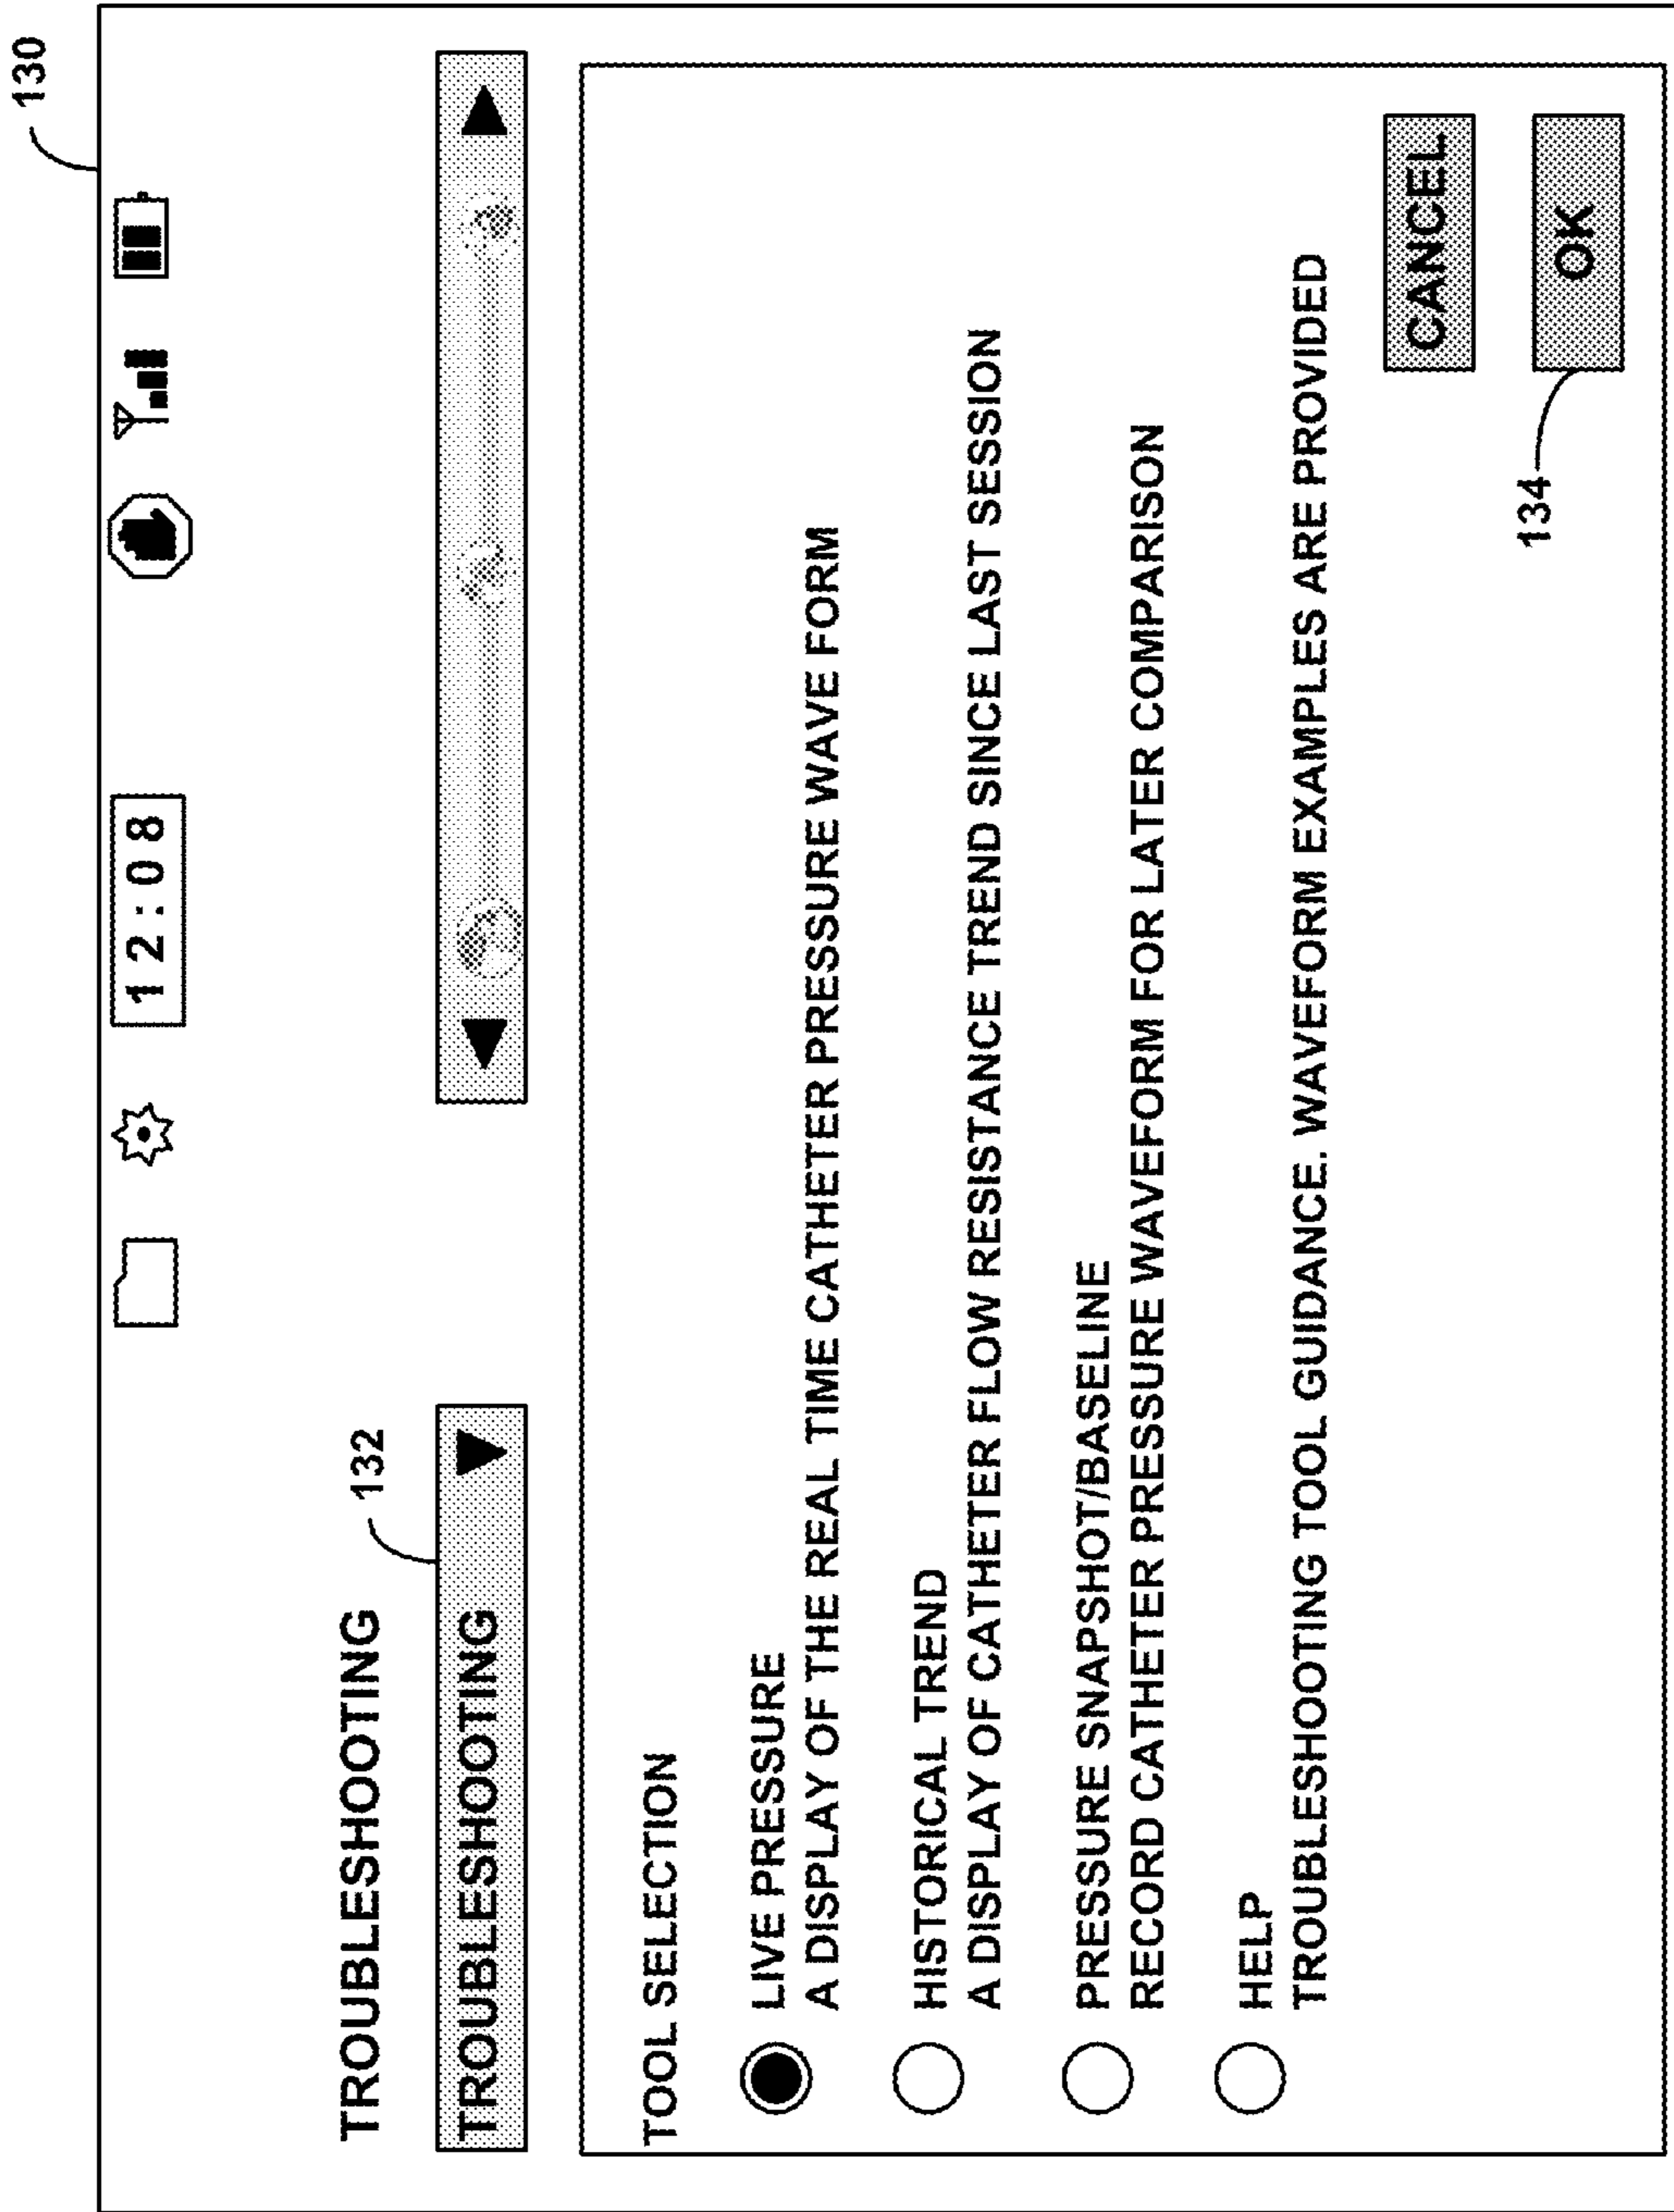 130
12:08
TROUBLESHOOTING
132
TROUBLESHOOTING
TOOL SELECTION
LIVE PRESSURE
A DISPLAY OF THE REAL TIME CATHETER PRESSURE WAVE FORM
HISTORICAL TREND
A DISPLAY OF CATHETER FLOW RESISTANCE TREND SINCE LAST SESSION
PRESSURE SNAPSHOT/BASELINE
RECORD CATHETER PRESSURE WAVEFORM FOR LATER COMPARISON
HELP
TROUBLESHOOTING TOOL GUIDANCE. WAVEFORM EXAMPLES ARE PROVIDED
CANCEL
134
OK